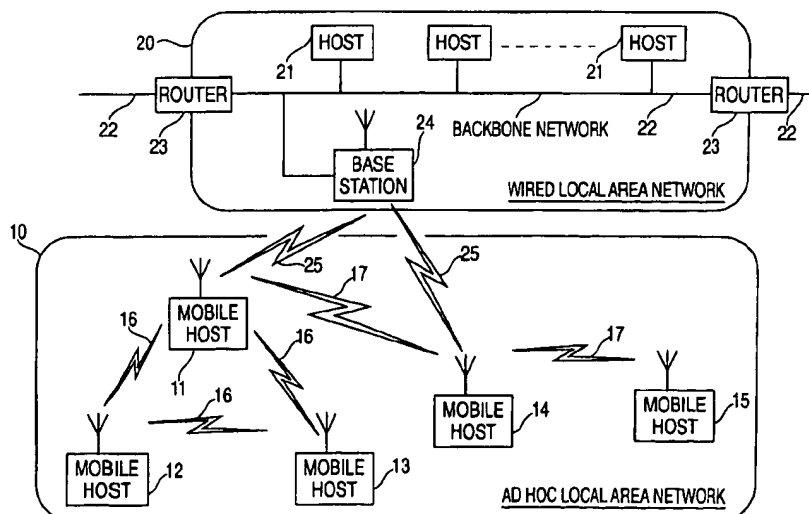 20
HOST
HOST
HOST
21
21
ROUTER
ROUTER
22
23
BACKBONE NETWORK
22
23
22
24
BASE
STATION
WIRED LOCAL AREA NETWORK
10
25
25
17
MOBILE
HOST
11
16
16
16
17
MOBILE
HOST
14
MOBILE
HOST
15
MOBILE
HOST
12
MOBILE
HOST
13
AD HOC LOCAL AREA NETWORK